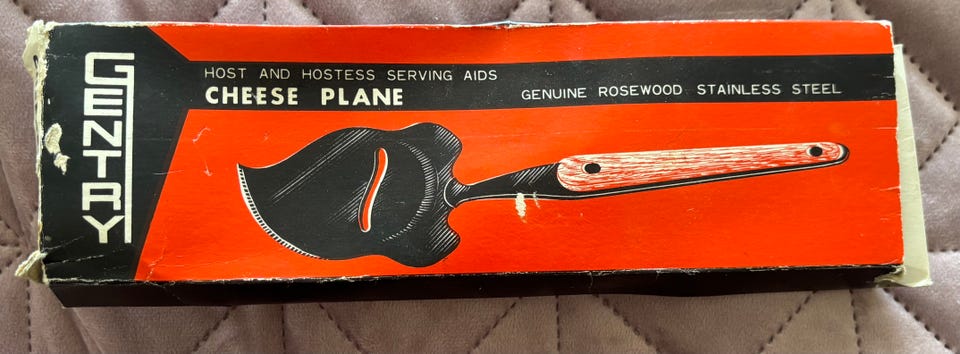 GENTRY
HOST AND HOSTESS SERVING AIDS
CHEESE PLANE
GENUINE ROSEWOOD STAINLESS STEEL